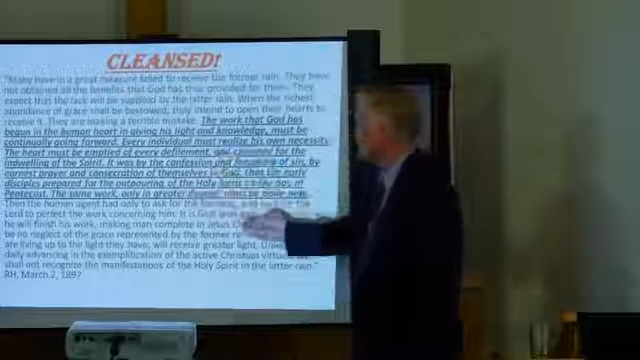 CLEANSED!
"Many have in a great measure failed to receive the former rain. They have
not obtained all the benefits that God has thus provided for them. They
expect that the lack will be supplied by the latter rain. When the richest
abundance of grace shall be bestowed, they intend to open their hearts to
receive it. They are making a terrible mistake. The work that God has
begun in the human heart in giving his light and knowledge, must be
continually going forward. Every individual must realize his own necessity.
The heart must be emptied of every defilement, and cleansed for the
indwelling of the Spirit. It was by the confession and forsaking of sin, by
earnest prayer and consecration of themselves to God, that the early
disciples prepared for the outpouring of the Holy Spirit on the day of
Pentecost. The same work, only in greater degree, must be done now.
Then the human agent had only to ask for the
Lord to perfect the work concerning him. It is God who
he will finish his work, making man complete in Jesus
be no neglect of the grace represented by the former
are living up to the light they have, will receive greater light.
daily advancing in the exemplification of the active Christian virtues, we
shall not recognize the manifestations of the Holy Spirit in the latter rain."
RH, March 2, 1897